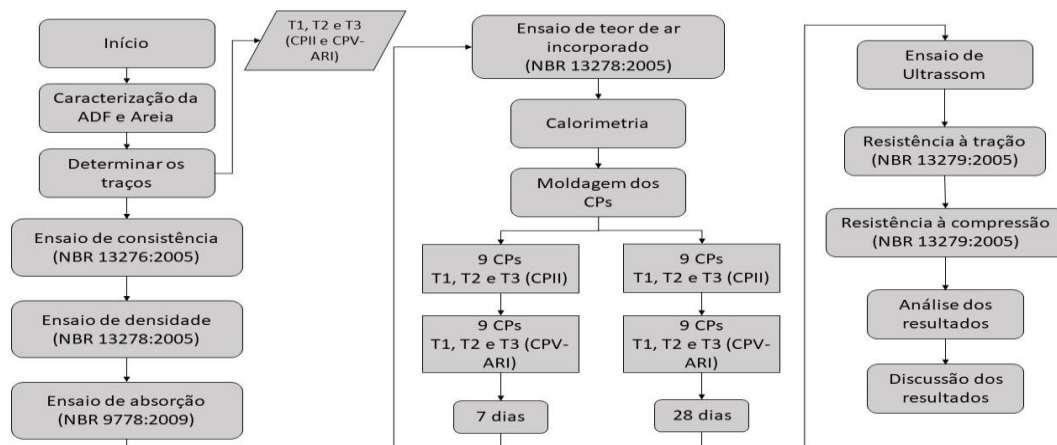 Início
Caracterização da
ADF e Areia
Determinar os
traços
Ensaio de consistência
(NBR 13276:2005)
Ensaio de densidade
(NBR 13278:2005)
Ensaio de absorção
(NBR 9778:2009)
T1, T2 e T3
(CPII e CPV-
ARI)
Ensaio de teor de ar
incorporado
(NBR 13278:2005)
Calorimetria
Moldagem dos
CPs
9 CPs
T1, T2 e T3 (CPII)
9 CPs
T1, T2 e T3 (CPV-
ARI)
7 dias
9 CPs
T1, T2 e T3 (CPII)
9 CPs
T1, T2 e T3 (CPV-
ARI)
28 dias
Ensaio de
Ultrassom
Resistência à tração
(NBR 13279:2005)
Resistência à compressão
(NBR 13279:2005)
Análise dos
resultados
Discussão dos
resultados